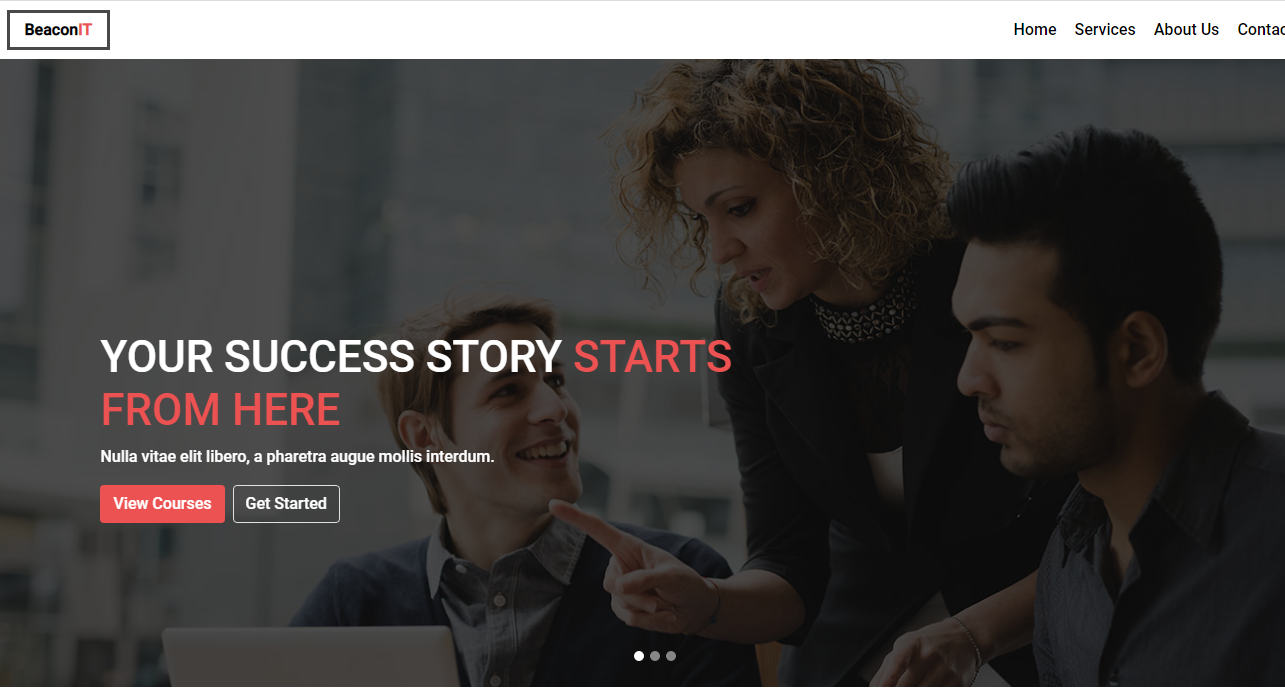 BeaconIT
Home Services About Us Contac
YOUR SUCCESS STORY STARTS
FROM HERE
Nulla vitae elit libero, a pharetra augue mollis interdum.
View Courses Get Started